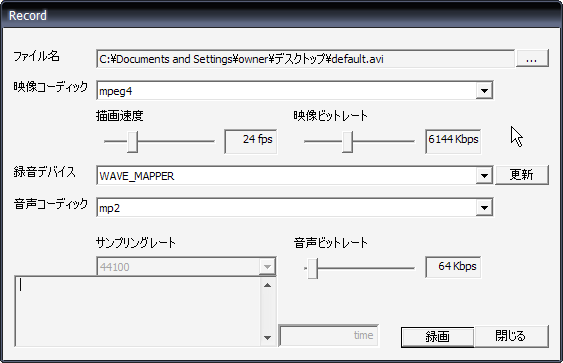 Record
ファイル名 C:¥Documents and Settings¥owner¥デスクトップ¥default.avi ...
映像コーディック mpeg4
描画速度 映像ビットレート
24 fps 6144 Kbps
録音デバイス WAVE_MAPPER 更新
音声コーディック mp2
サンプリングレート 音声ビットレート
44100 64 Kbps
time 録画 閉じる